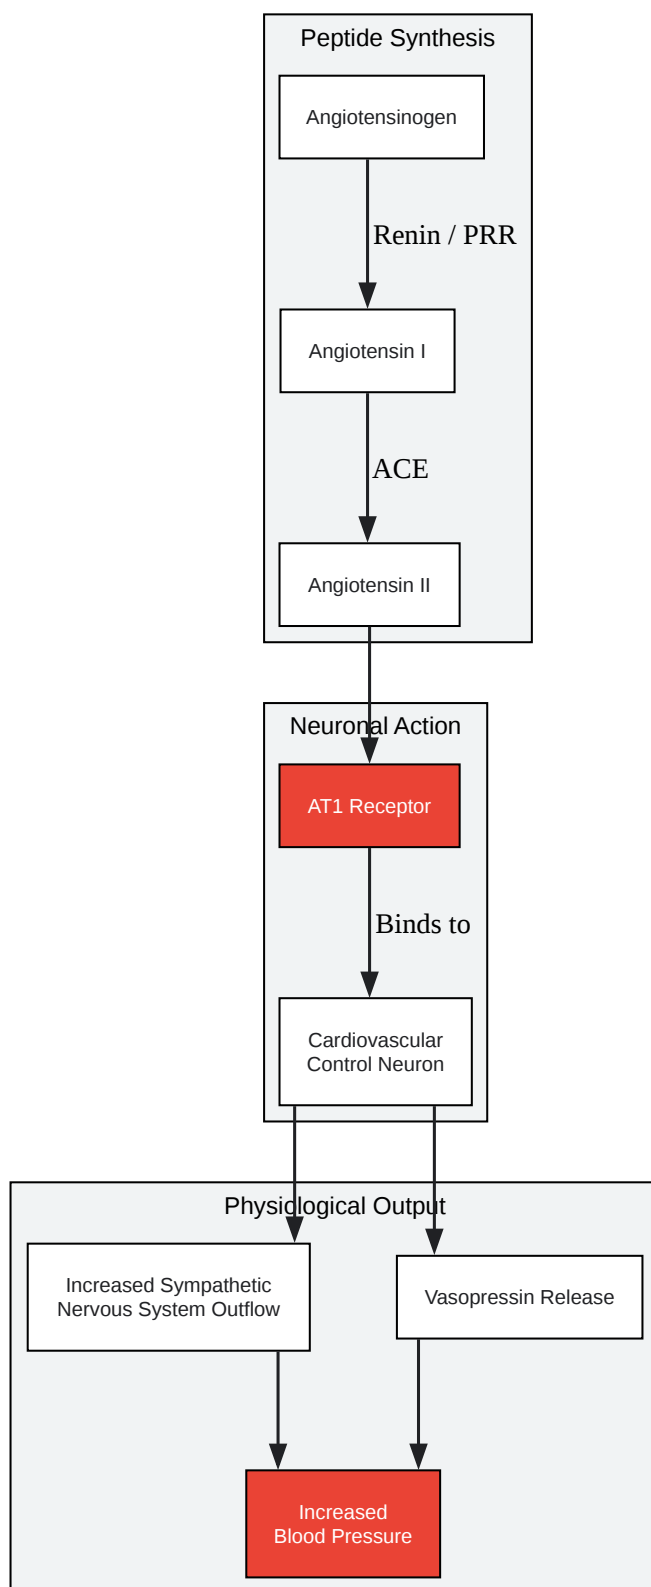 Peptide Synthesis
Angiotensinogen
Renin / PRR
Angiotensin I
ACE
Angiotensin II
Neuronal Action
AT1 Receptor
Binds to
Cardiovascular
Control Neuron
Physiological Output
Increased Sympathetic
Nervous System Outflow
Vasopressin Release
Increased
Blood Pressure